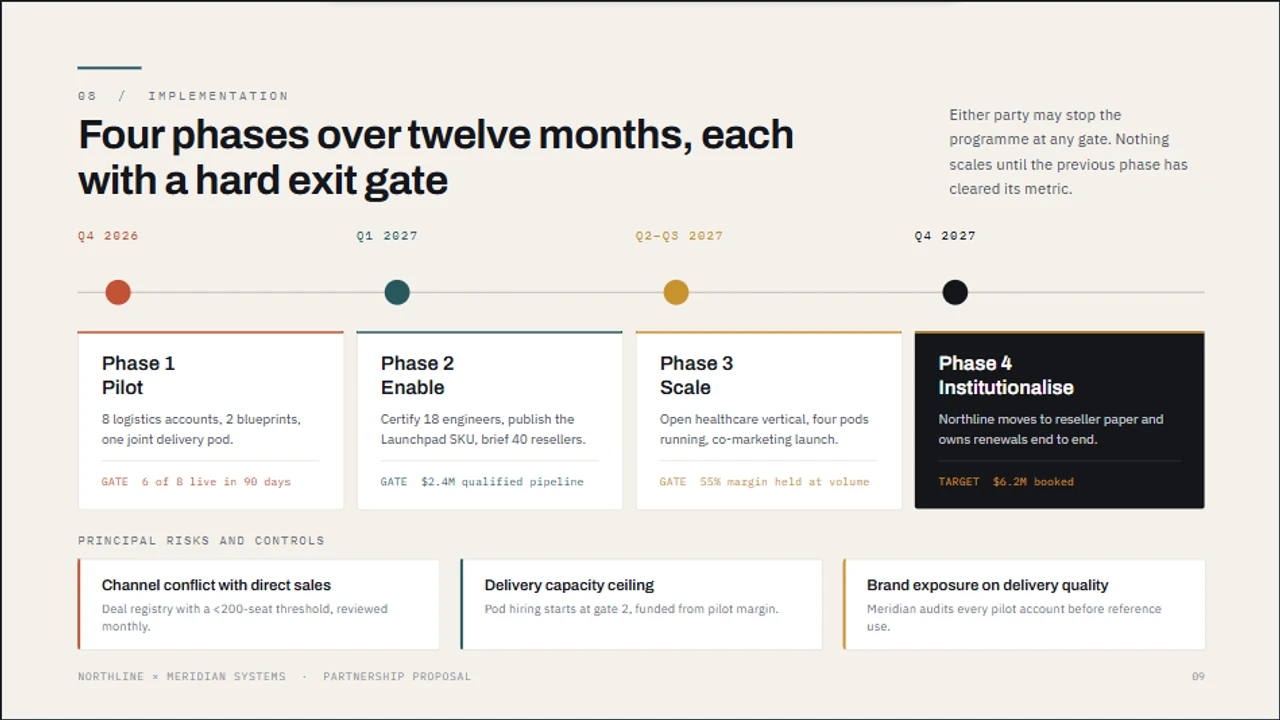 08 / IMPLEMENTATION
Four phases over twelve months, each
with a hard exit gate
Either party may stop the
programme at any gate. Nothing
scales until the previous phase has
cleared its metric.
Q4 2026
Q1 2027
Q2–Q3 2027
Q4 2027
Phase 1
Pilot
8 logistics accounts, 2 blueprints,
one joint delivery pod.
GATE 6 of 8 live in 90 days
Phase 2
Enable
Certify 18 engineers, publish the
Launchpad SKU, brief 40 resellers.
GATE $2.4M qualified pipeline
Phase 3
Scale
Open healthcare vertical, four pods
running, co-marketing launch.
GATE 55% margin held at volume
Phase 4
Institutionalise
Northline moves to reseller paper and
owns renewals end to end.
TARGET $6.2M booked
PRINCIPAL RISKS AND CONTROLS
Channel conflict with direct sales
Deal registry with a <200-seat threshold, reviewed
monthly.
Delivery capacity ceiling
Pod hiring starts at gate 2, funded from pilot margin.
Brand exposure on delivery quality
Meridian audits every pilot account before reference
use.
NORTHLINE × MERIDIAN SYSTEMS · PARTNERSHIP PROPOSAL
09